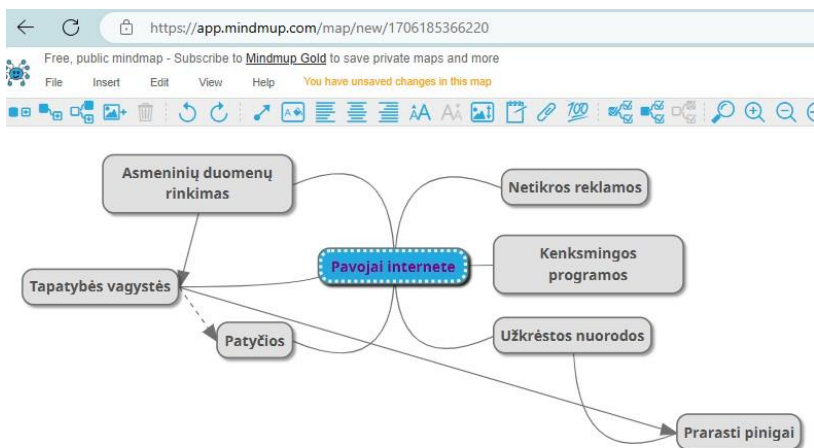 https://app.mindmup.com/map/new/1706185366220
Free, public mindmap - Subscribe to Mindmup Gold to save private maps and more
File Insert Edit View Help You have unsaved changes in this map
Asmeninių duomenų
rinkimas
Netikros reklamos
Pavojai internete
Kenksmingos
programos
Tapatybės vagystės
Patyčios
Užkrėstos nuorodos
Prarasti pinigai